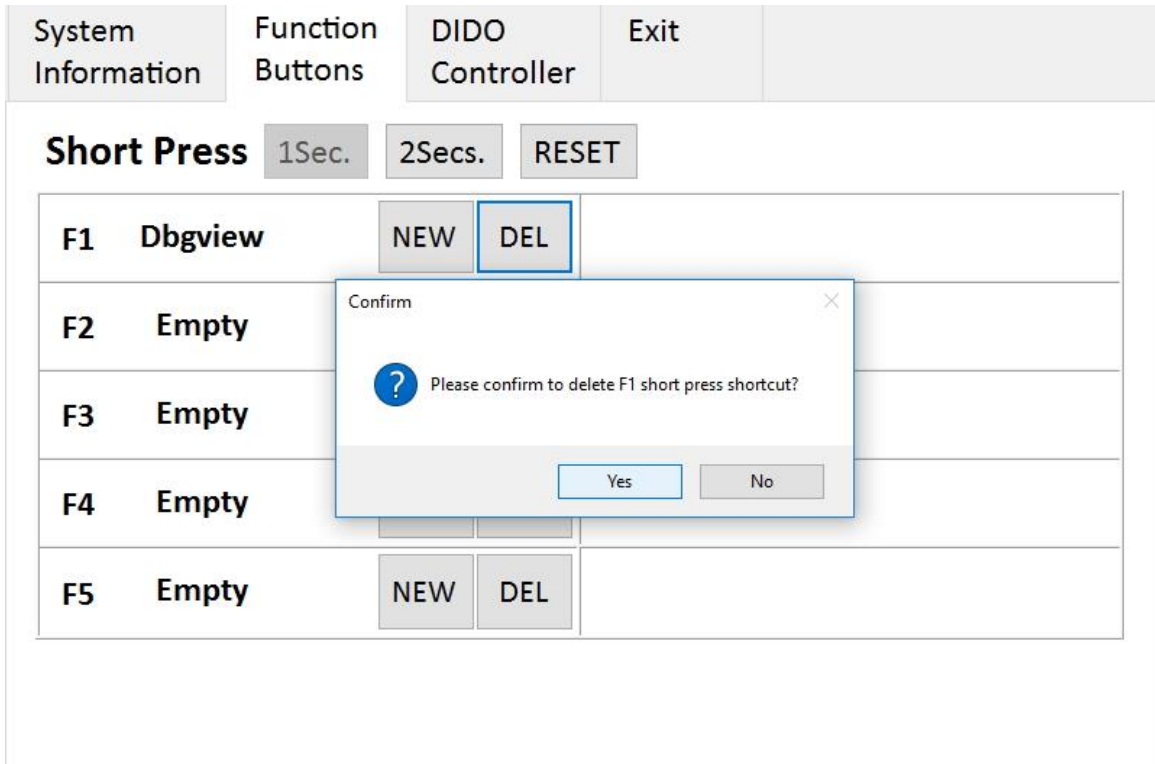 System
Information
Function
Buttons
DIDO
Controller
Exit
Short Press 1Sec. 2Secs. RESET
F1 Dbgview NEW DEL
Confirm
F2 Empty
Please confirm to delete F1 short press shortcut?
F3 Empty
Yes No
F4 Empty
F5 Empty NEW DEL